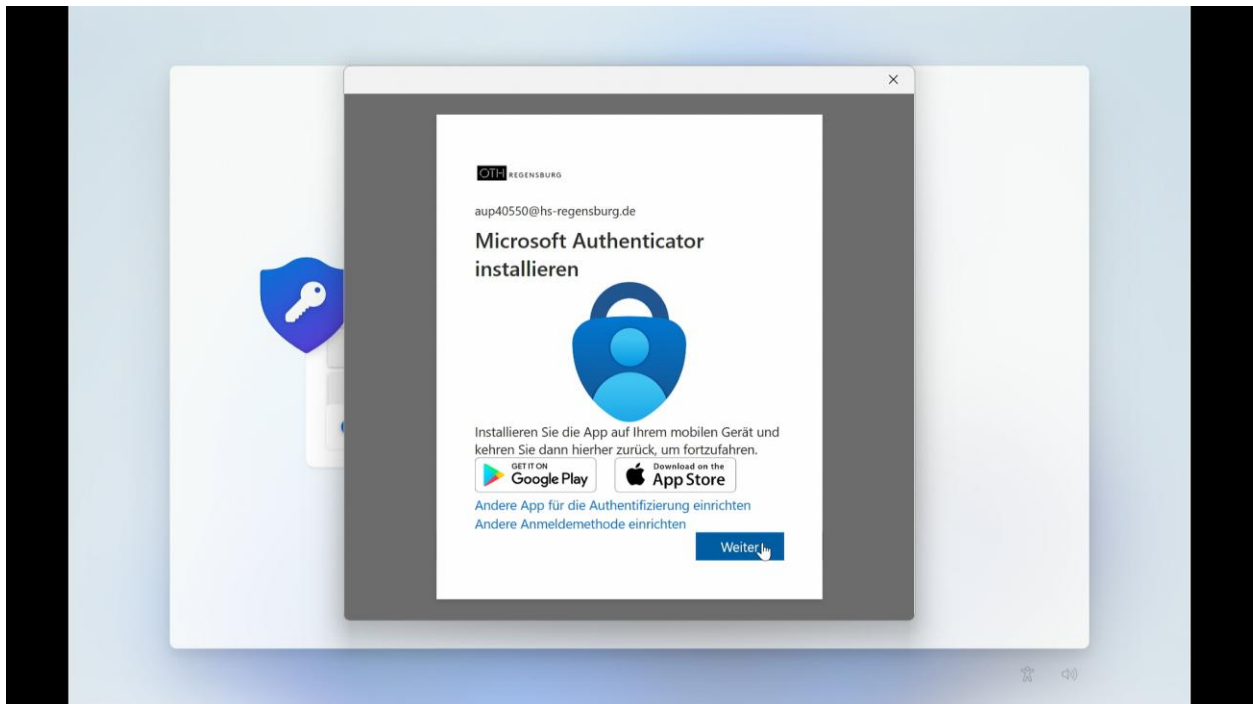 OTH REGENSBURG
aup40550@hs-regensburg.de
Microsoft Authenticator
installieren
Installieren Sie die App auf Ihrem mobilen Gerät und
kehren Sie dann hierher zurück, um fortzufahren.
GET IT ON
Google Play
Download on the
App Store
Andere App für die Authentifizierung einrichten
Andere Anmeldemethode einrichten
Weiter